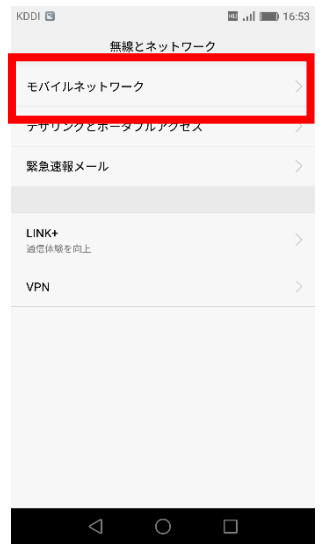 KDDI 16:53
無線とネットワーク
モバイルネットワーク
テザリングとポータブルアクセス
緊急速報メール
LINK+
通信体験を向上
VPN